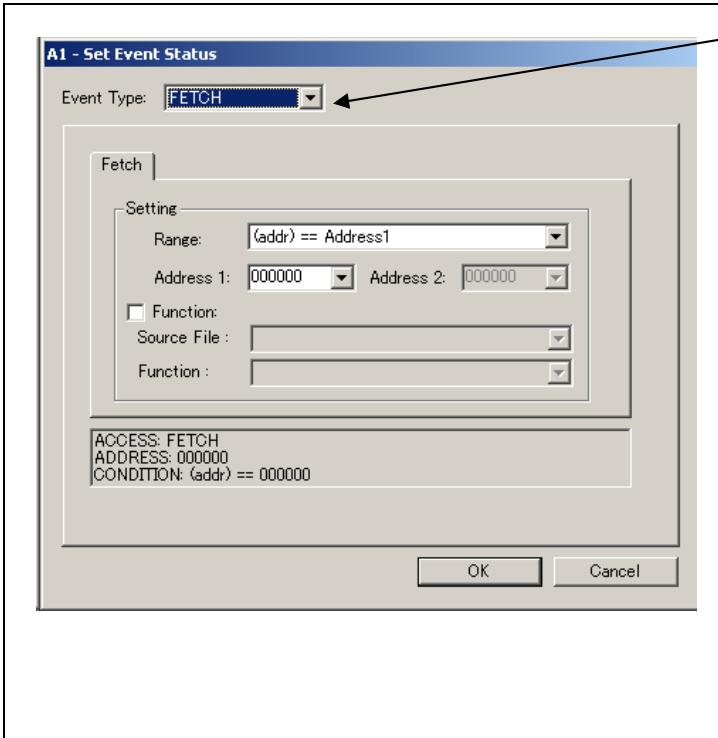 A1 - Set Event Status
Event Type: FETCH
Fetch
Setting
Range: (addr) == Address1
Address 1: 000000 Address 2: 000000
Function:
Source File :
Function :
ACCESS: FETCH
ADDRESS: 000000
CONDITION: (addr) == 000000
OK Cancel